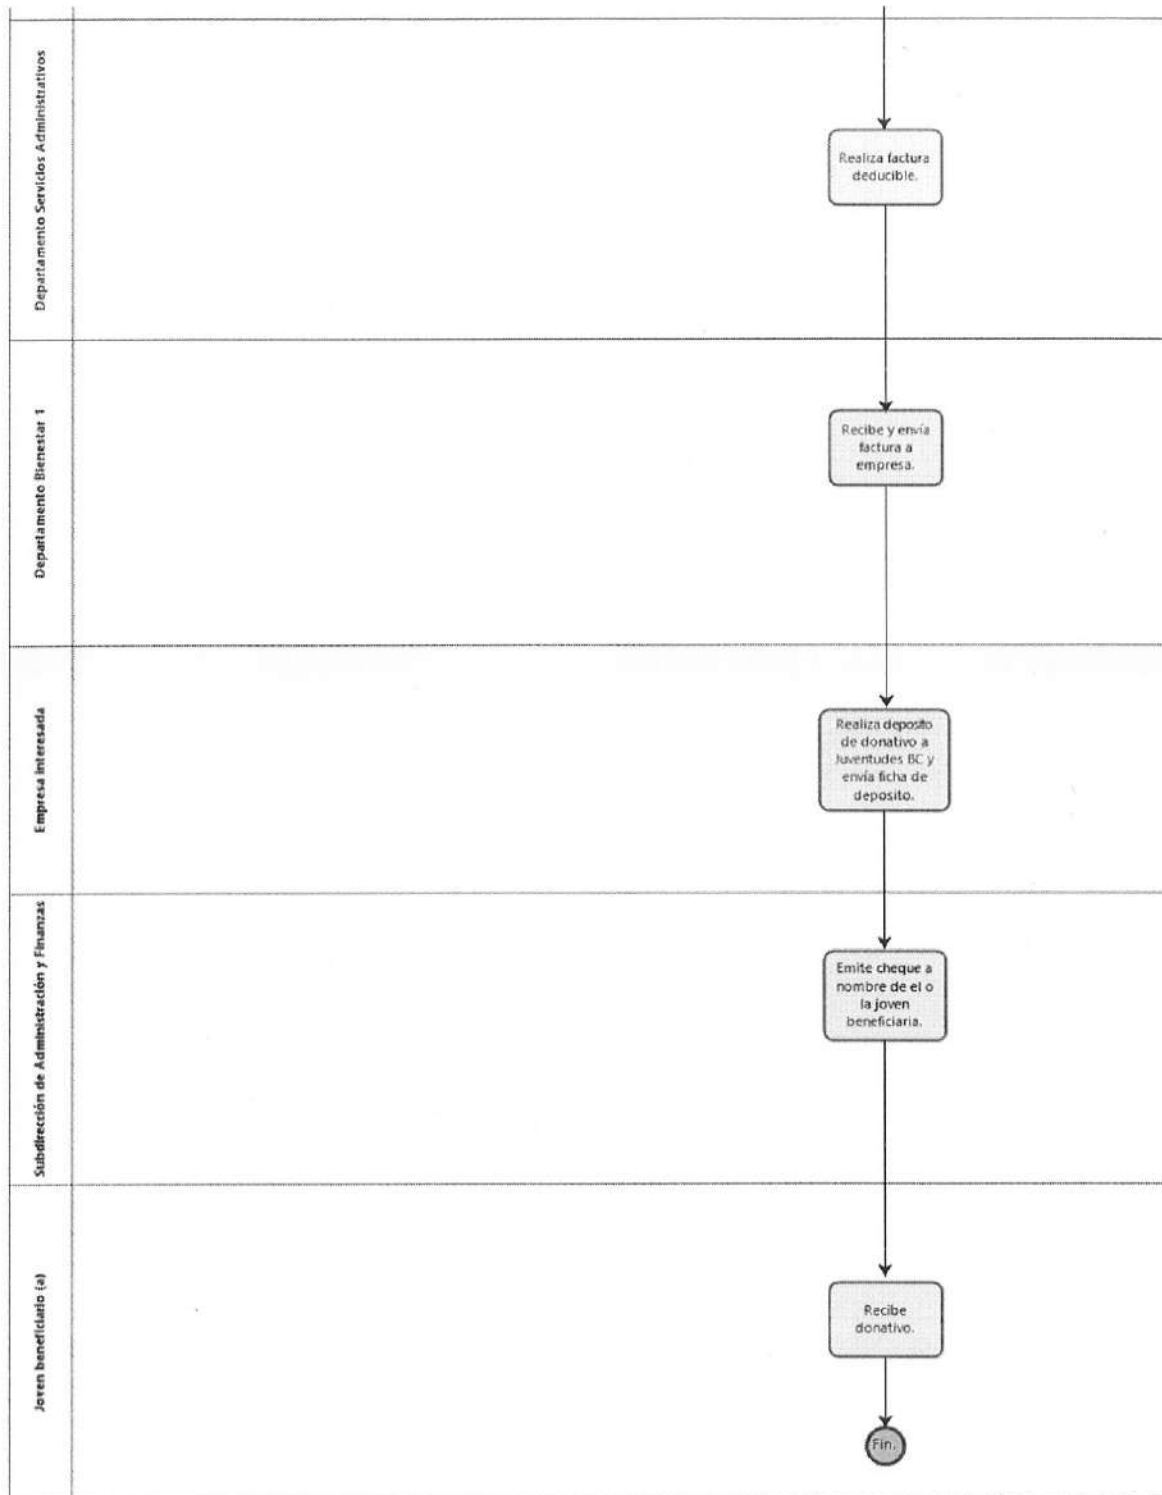 Departamento Servicios Administrativos
Realiza factura
deducible.
Departamento Bienestar 1
Recibe y envía
factura a
empresa.
Empresa interesada
Realiza deposito
de donativo a
Juventudes BC y
envía ficha de
deposito.
Subdirección de Administración y Finanzas
Emite cheque a
nombre de el o
la joven
beneficiaria.
Joven beneficiario (a)
Recibe
donativo.
Fin.